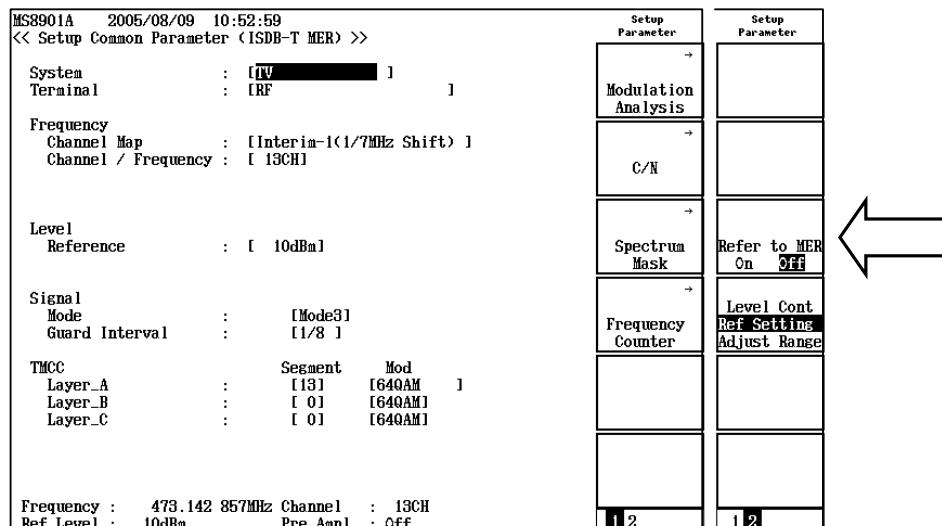 MS8901A 2005/08/09 10:52:59
<< Setup Common Parameter (ISDB-T MER) >>
System : [TV ]
Terminal : [RF ]
Frequency
Channel Map : [Interim-1(1/7MHz Shift) ]
Channel / Frequency : [ 13CH]
Level
Reference : [ 10dBm]
Signal
Mode : [Mode3]
Guard Interval : [1/8 ]
TMCC Segment Mod
Layer_A : [13] [64QAM ]
Layer_B : [ 0] [64QAM]
Layer_C : [ 0] [64QAM]
Frequency : 473.142 857MHz Channel : 13CH
Ref Level : 10dBm Pre Ampl : Off
Setup
Parameter
→
Modulation
Analysis
→
C/N
→
Spectrum
Mask
→
Frequency
Counter
1 2
Setup
Parameter
Refer to MER
On Off
Level Cont
Ref Setting
Adjust Range
1 2